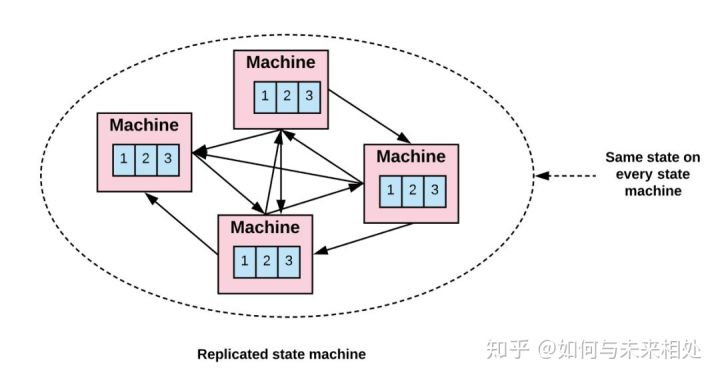 Machine
1 2 3
Machine
1 2 3
Machine
1 2 3
Machine
1 2 3
Same state on
every state
machine
Replicated state machine
知乎 @如何与未来相处